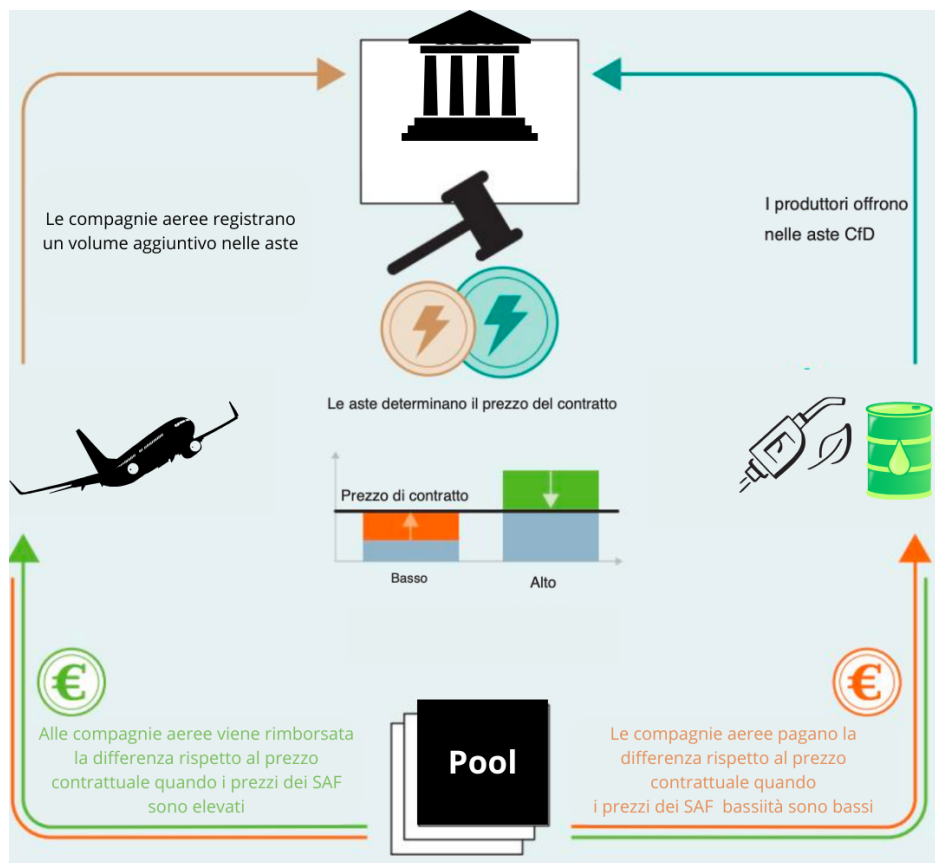 Le compagnie aeree registrano
un volume aggiuntivo nelle aste
I produttori offrono
nelle aste CfD
Le aste determinano il prezzo del contratto
Prezzo di contratto
Basso
Alto
€
€
Alle compagnie aeree viene rimborsata
la differenza rispetto al prezzo
contrattuale quando i prezzi dei SAF
sono elevati
Pool
Le compagnie aeree pagano la
differenza rispetto al prezzo
contrattuale quando
i prezzi dei SAF bassiità sono bassi